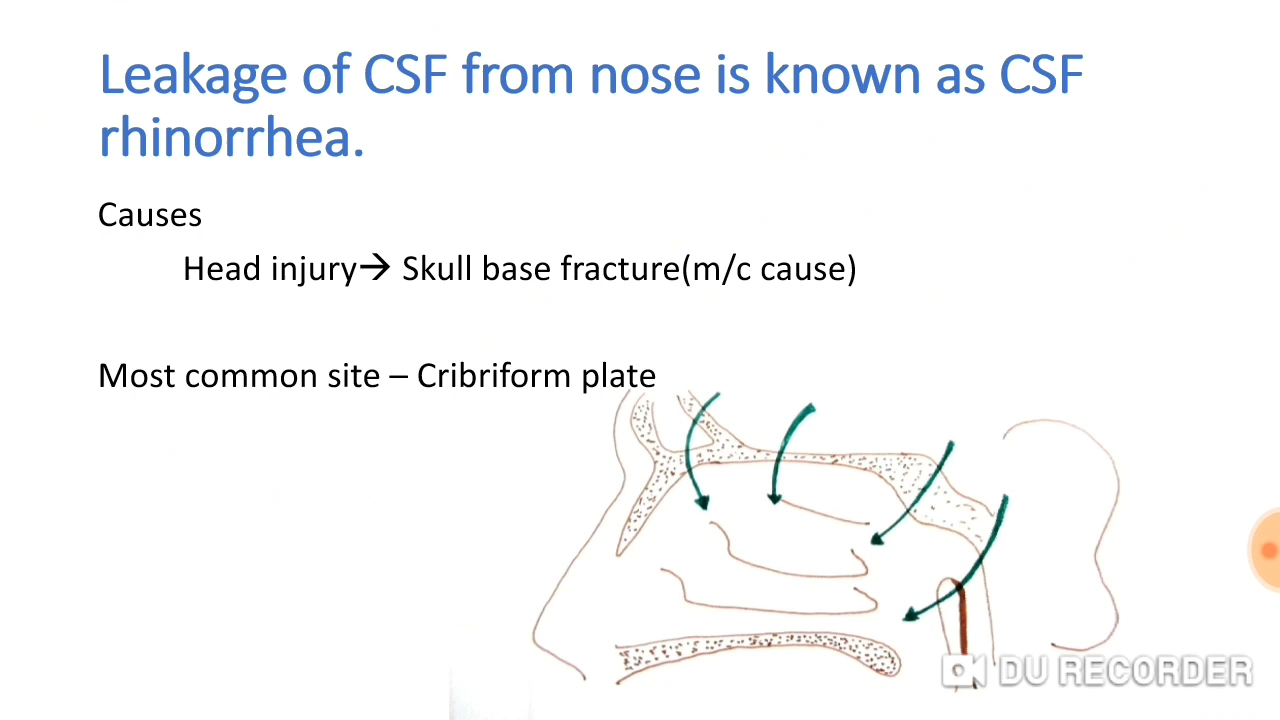 Leakage of CSF from nose is known as CSF
rhinorrhea.
Causes
Head injury→ Skull base fracture(m/c cause)
Most common site – Cribriform plate
DU RECORDER